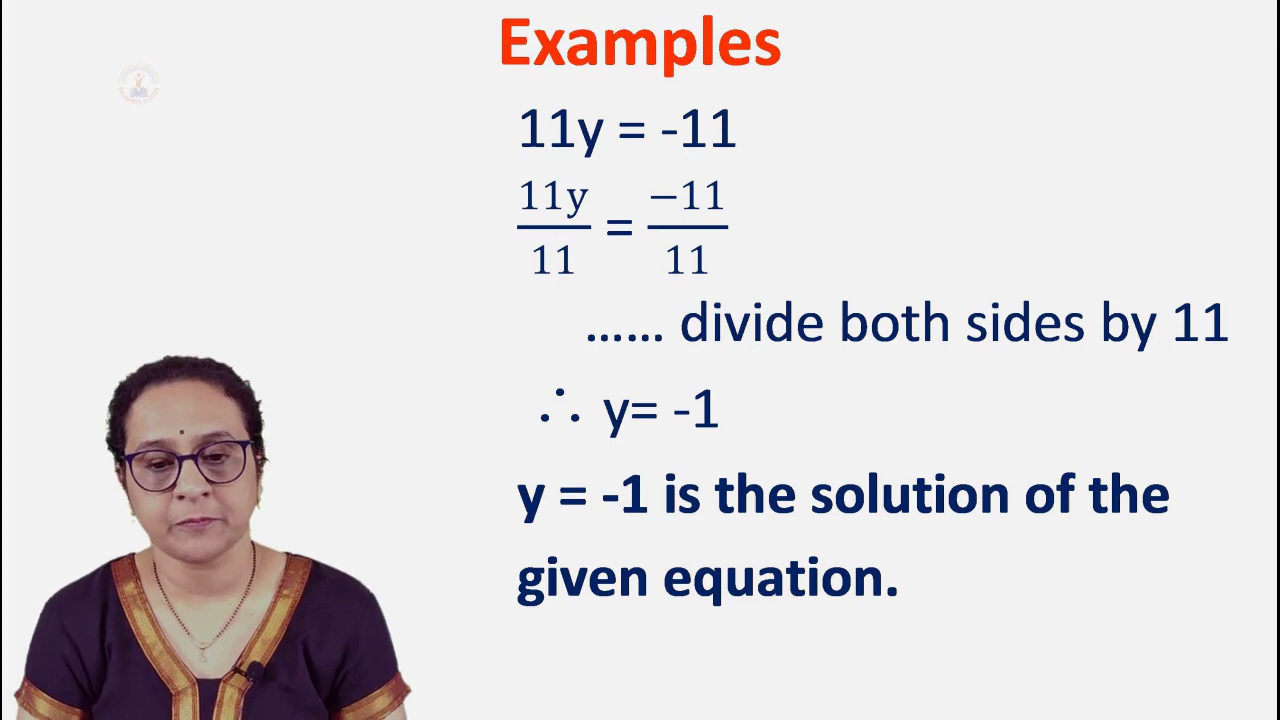 Examples
11y = -11
11y/11 = −11/11
...... divide both sides by 11
∴ y= -1
y = -1 is the solution of the
given equation.